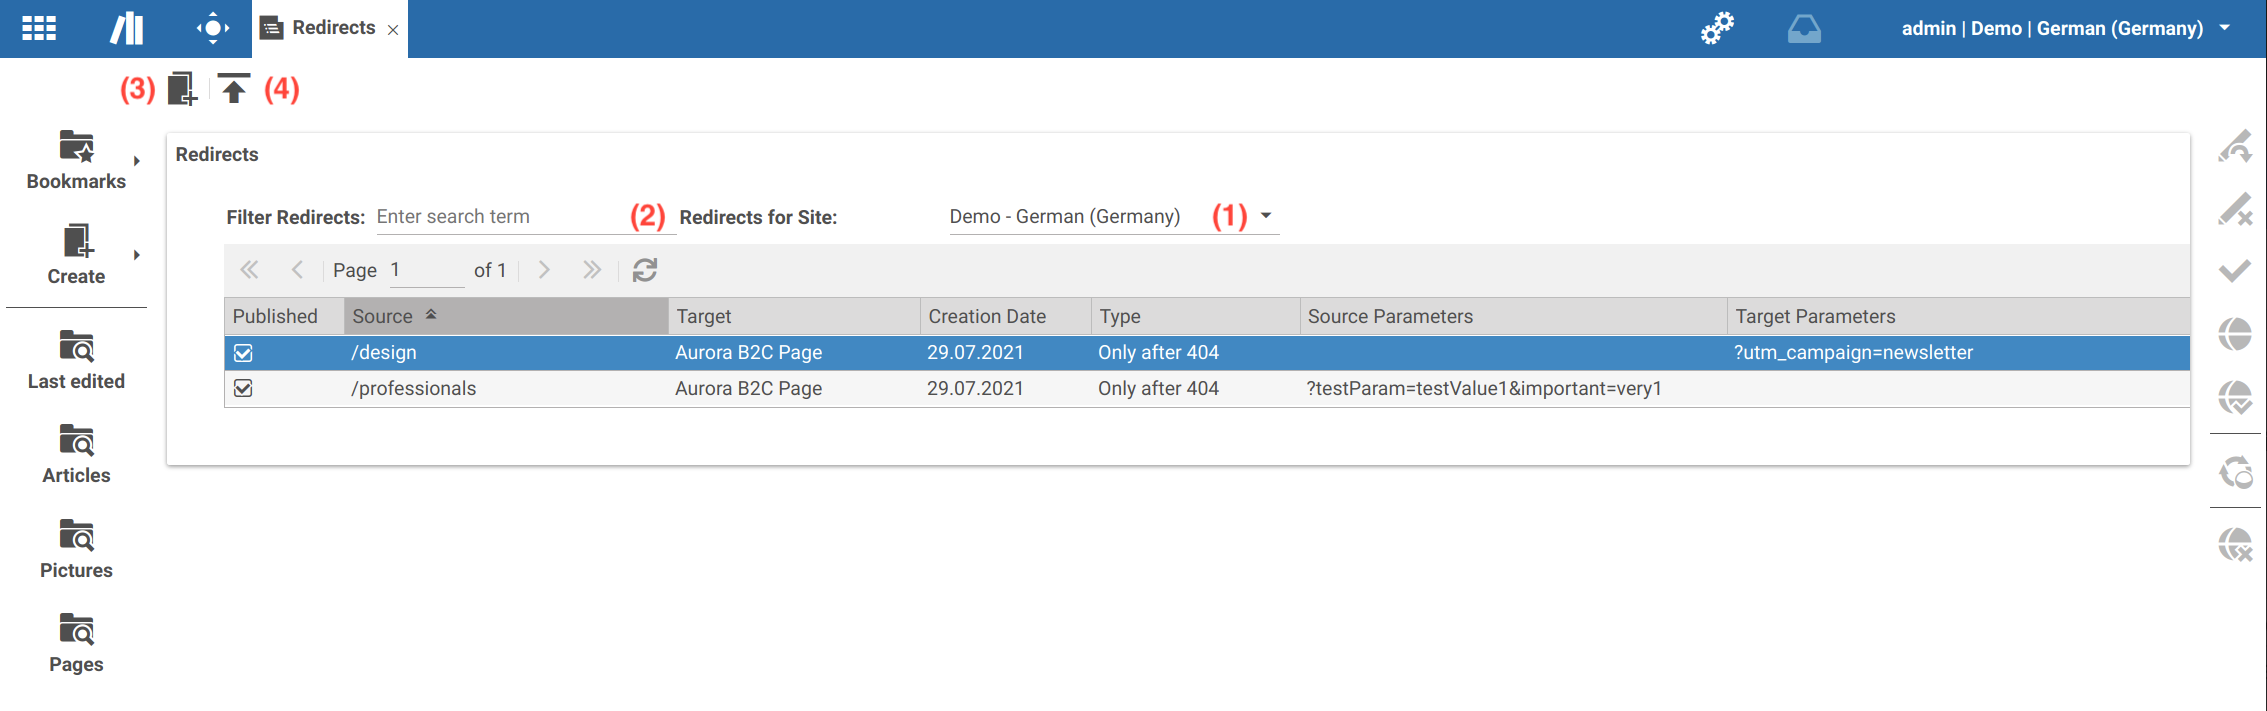 Redirects
admin | Demo | German (Germany)
(3) (4)
Bookmarks
Create
Last edited
Articles
Pictures
Pages
Redirects
Filter Redirects: Enter search term (2) Redirects for Site: Demo - German (Germany) (1)
Page 1 of 1
Published Source Target Creation Date Type Source Parameters Target Parameters
/design Aurora B2C Page 29.07.2021 Only after 404 ?utm_campaign=newsletter
/professionals Aurora B2C Page 29.07.2021 Only after 404 ?testParam=testValue1&important=very1